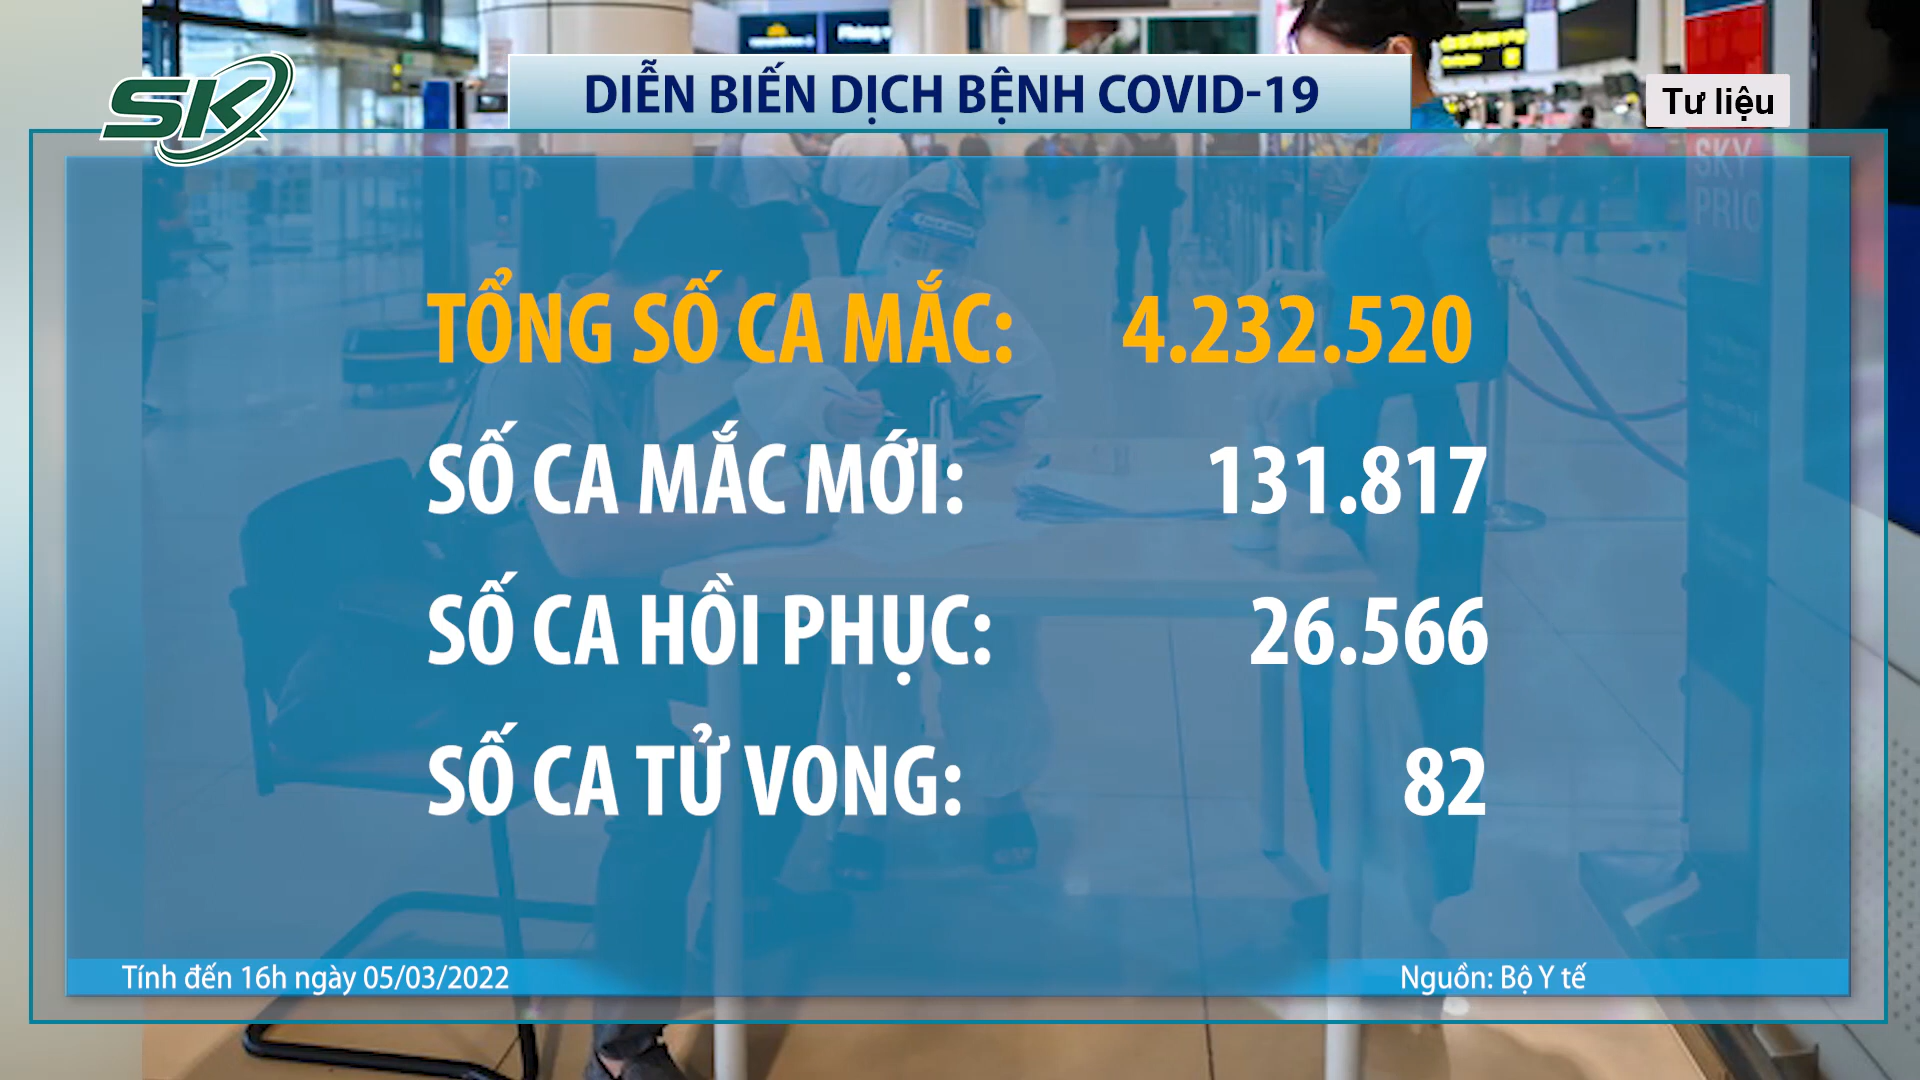 SK
DIỄN BIẾN DỊCH BỆNH COVID-19
Tư liệu
SKY
PRIO
TỔNG SỐ CA MẮC: 4.232.520
SỐ CA MẮC MỚI: 131.817
SỐ CA HỒI PHỤC: 26.566
SỐ CA TỬ VONG: 82
Tính đến 16h ngày 05/03/2022
Nguồn: Bộ Y tế